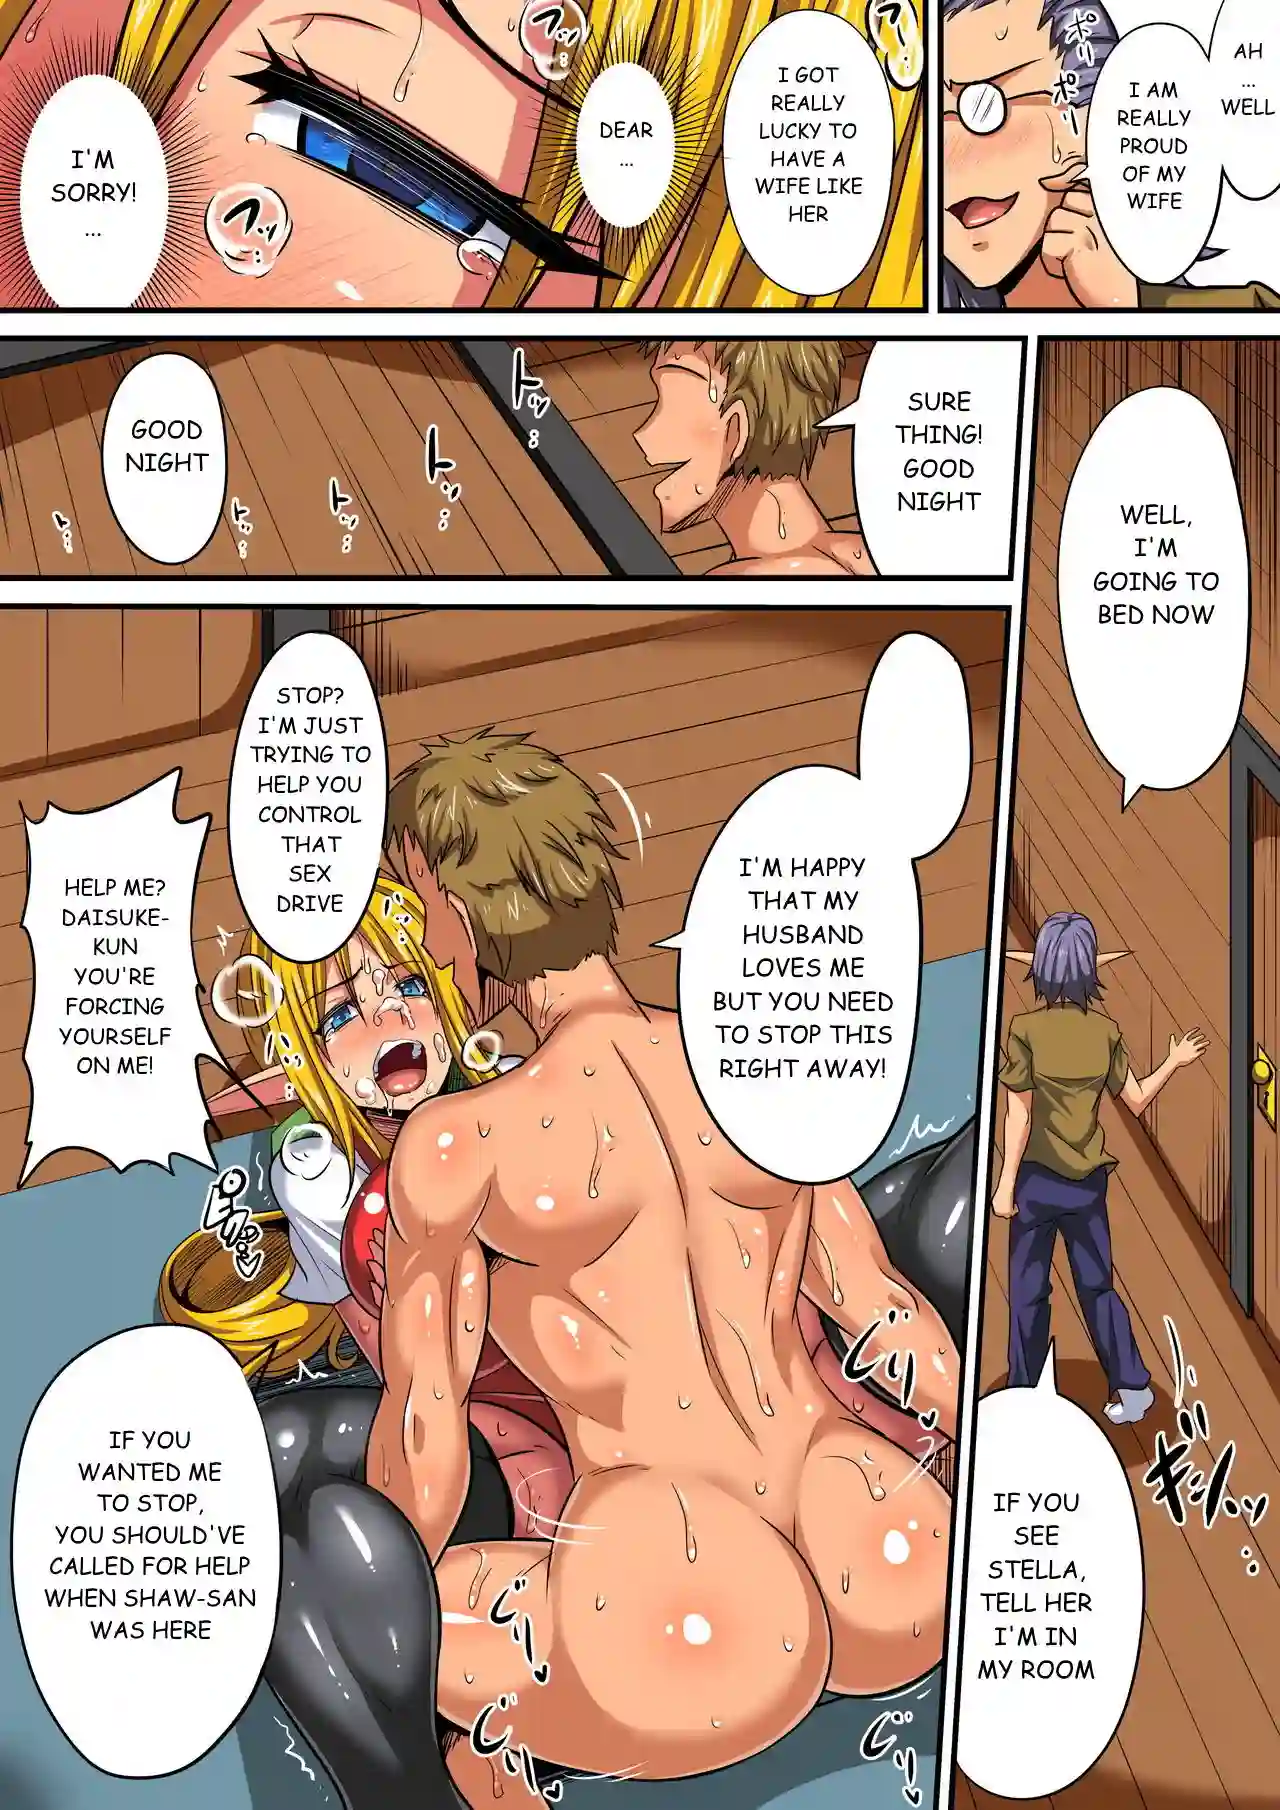 AH
...
WELL
I AM
REALLY
PROUD
OF MY
WIFE
ポリ
ポリ
I GOT
REALLY
LUCKY TO
HAVE A
WIFE LIKE
HER
DEAR
...
I'M
SORRY!
...
WELL,
I'M
GOING TO
BED NOW
IF YOU
SEE
STELLA,
TELL HER
I'M IN
MY ROOM
SURE
THING!
GOOD
NIGHT
GOOD
NIGHT
I'M HAPPY
THAT MY
HUSBAND
LOVES ME
BUT YOU NEED
TO STOP THIS
RIGHT AWAY!
STOP?
I'M JUST
TRYING TO
HELP YOU
CONTROL
THAT
SEX
DRIVE
HELP ME?
DAISUKE-
KUN
YOU'RE
FORCING
YOURSELF
ON ME!
IF YOU
WANTED ME
TO STOP,
YOU SHOULD'VE
CALLED FOR HELP
WHEN SHAW-SAN
WAS HERE